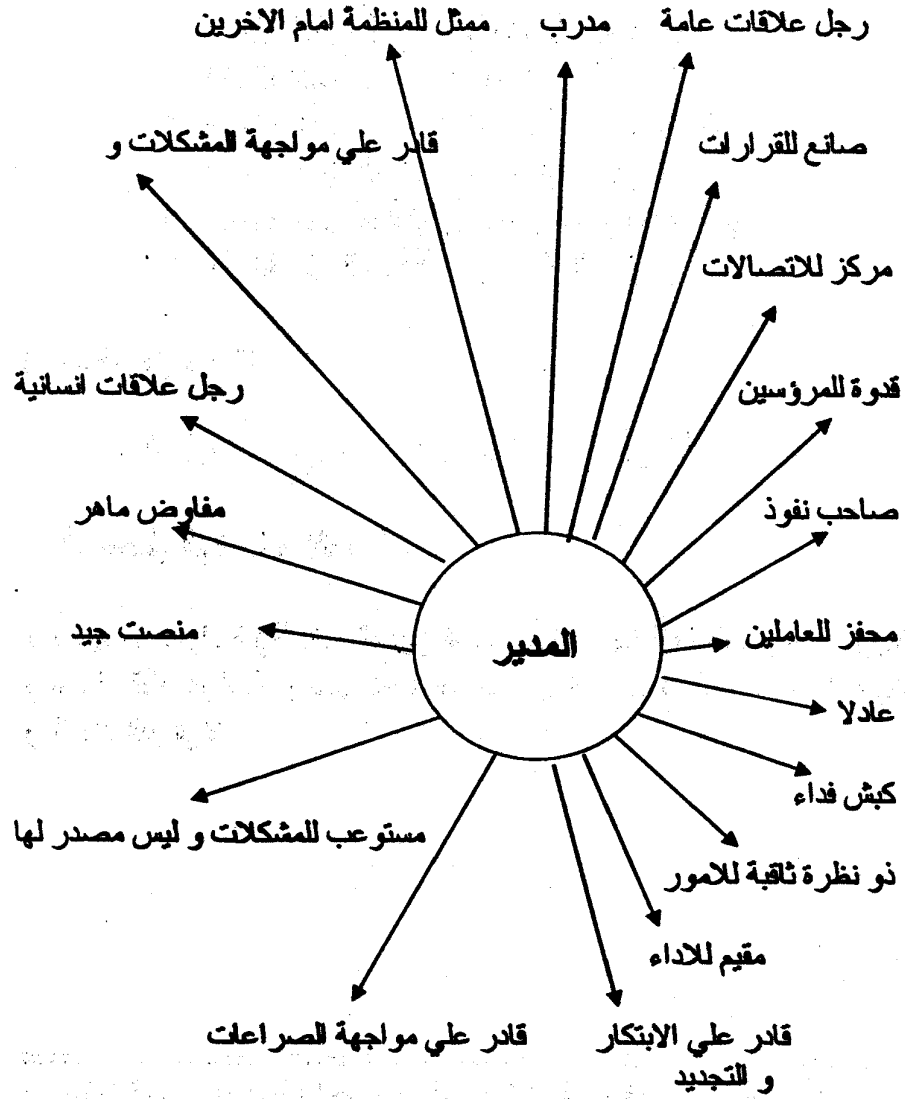 رجل علاقات عامة
مدرب
ممثل للمنظمة امام الاخرين
صانع للقرارات
قادر علي مواجهة المشكلات و
مركز للاتصالات
قدوة للمرؤسين
رجل علاقات انسانية
صاحب نفوذ
مفاوض ماهر
محفز للعاملين
المدير
منصت جيد
عادلا
كبش فداء
مستوعب للمشكلات و ليس مصدر لها
ذو نظرة ثاقبة للامور
مقيم للاداء
قادر علي الابتكار
و التجديد
قادر علي مواجهة الصراعات